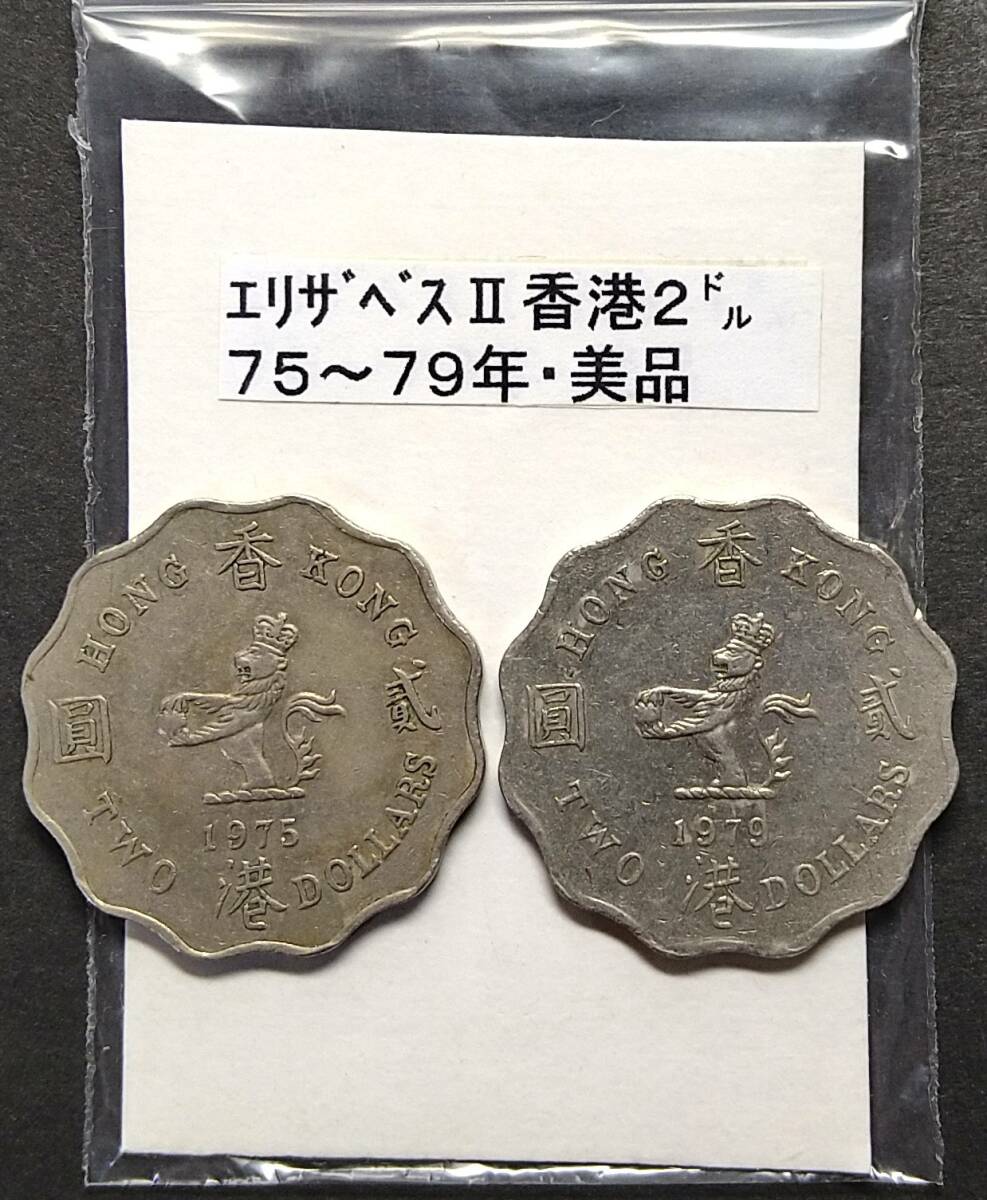 ｴﾘｻﾞﾍﾞｽⅡ香港2㌦
75～79年・美品
HONG 香 KONG
圓 貳
TWO DOLLARS
1975
港
HONG 香 KONG
圓 貳
TWO DOLLARS
1979
港